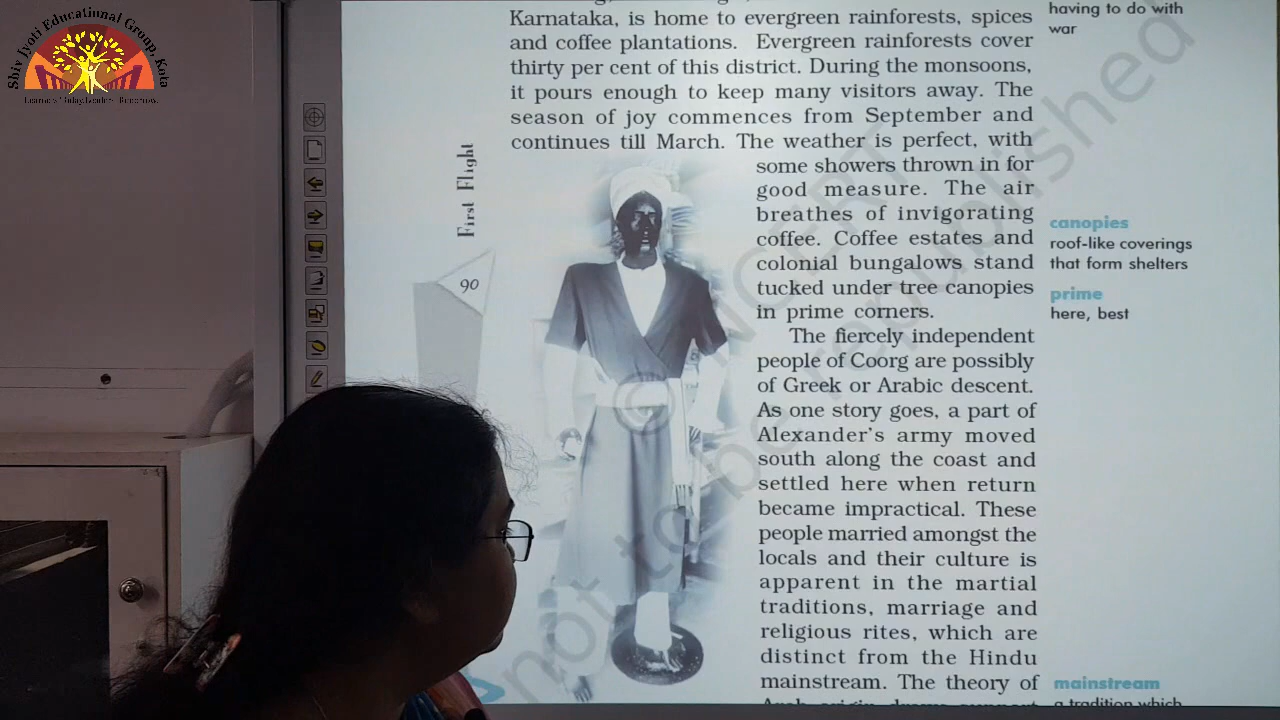 Shiv Jyoti Educational Group, Kota
Karnataka, is home to evergreen rainforests, spices
and coffee plantations. Evergreen rainforests cover
thirty per cent of this district. During the monsoons,
it pours enough to keep many visitors away. The
season of joy commences from September and
continues till March. The weather is perfect, with
some showers thrown in for
good measure. The air
breathes of invigorating
coffee. Coffee estates and
colonial bungalows stand
tucked under tree canopies
in prime corners.
The fiercely independent
people of Coorg are possibly
of Greek or Arabic descent.
As one story goes, a part of
Alexander's army moved
south along the coast and
settled here when return
became impractical. These
people married amongst the
locals and their culture is
apparent in the martial
traditions, marriage and
religious rites, which are
distinct from the Hindu
mainstream. The theory of
having to do with
war
canopies
roof-like coverings
that form shelters
prime
here, best
mainstream
a tradition which
First Flight
90
© NCERT
not to be republished